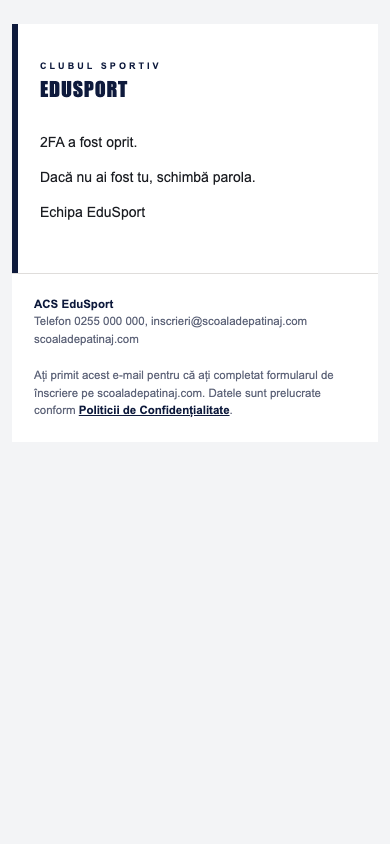 CLUBUL SPORTIV
EDUSPORT
2FA a fost oprit.
Dacă nu ai fost tu, schimbă parola.
Echipa EduSport
ACS EduSport
Telefon 0255 000 000, inscrieri@scoaladepatinaj.com
scoaladepatinaj.com
Ați primit acest e-mail pentru că ați completat formularul de
înscriere pe scoaladepatinaj.com. Datele sunt prelucrate
conform Politicii de Confidențialitate.